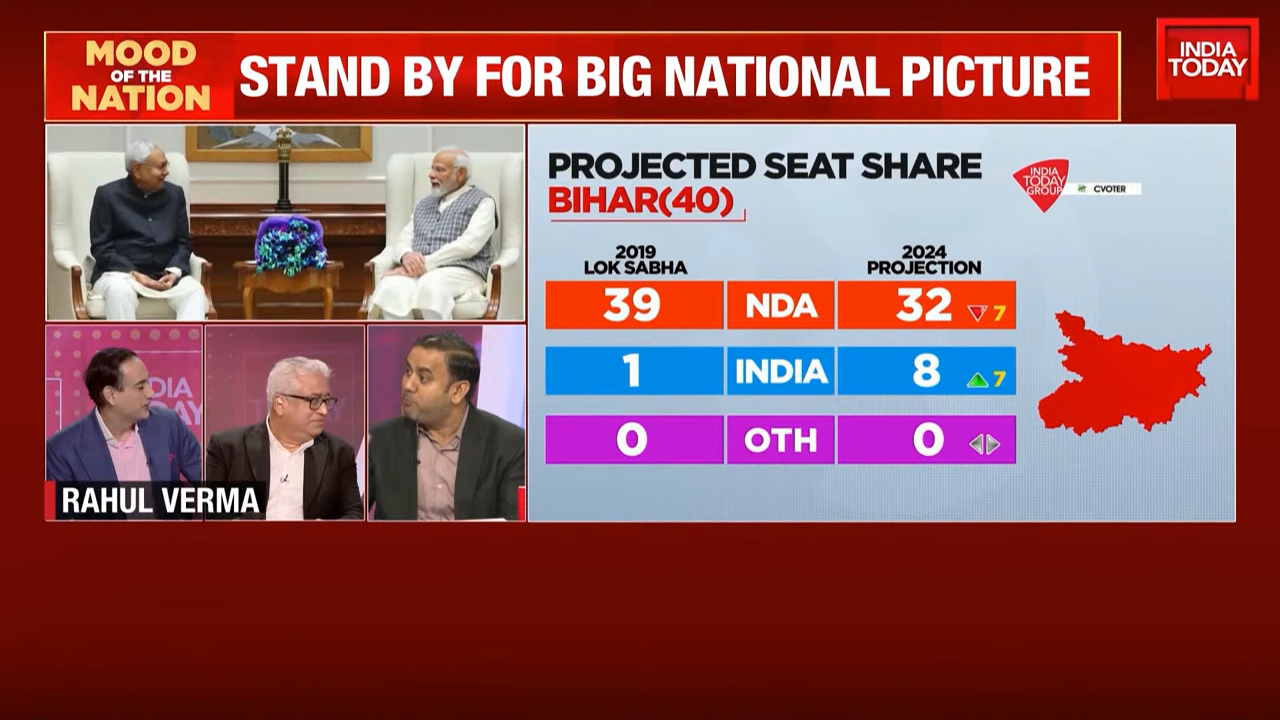 MOOD
OF THE
NATION
STAND BY FOR BIG NATIONAL PICTURE
INDIA
TODAY
PROJECTED SEAT SHARE
BIHAR(40)
INDIA
TODAY
GROUP
CVOTER
2019
LOK SABHA
2024
PROJECTION
39 NDA 32 7
1 INDIA 8 7
0 OTH 0
RAHUL VERMA